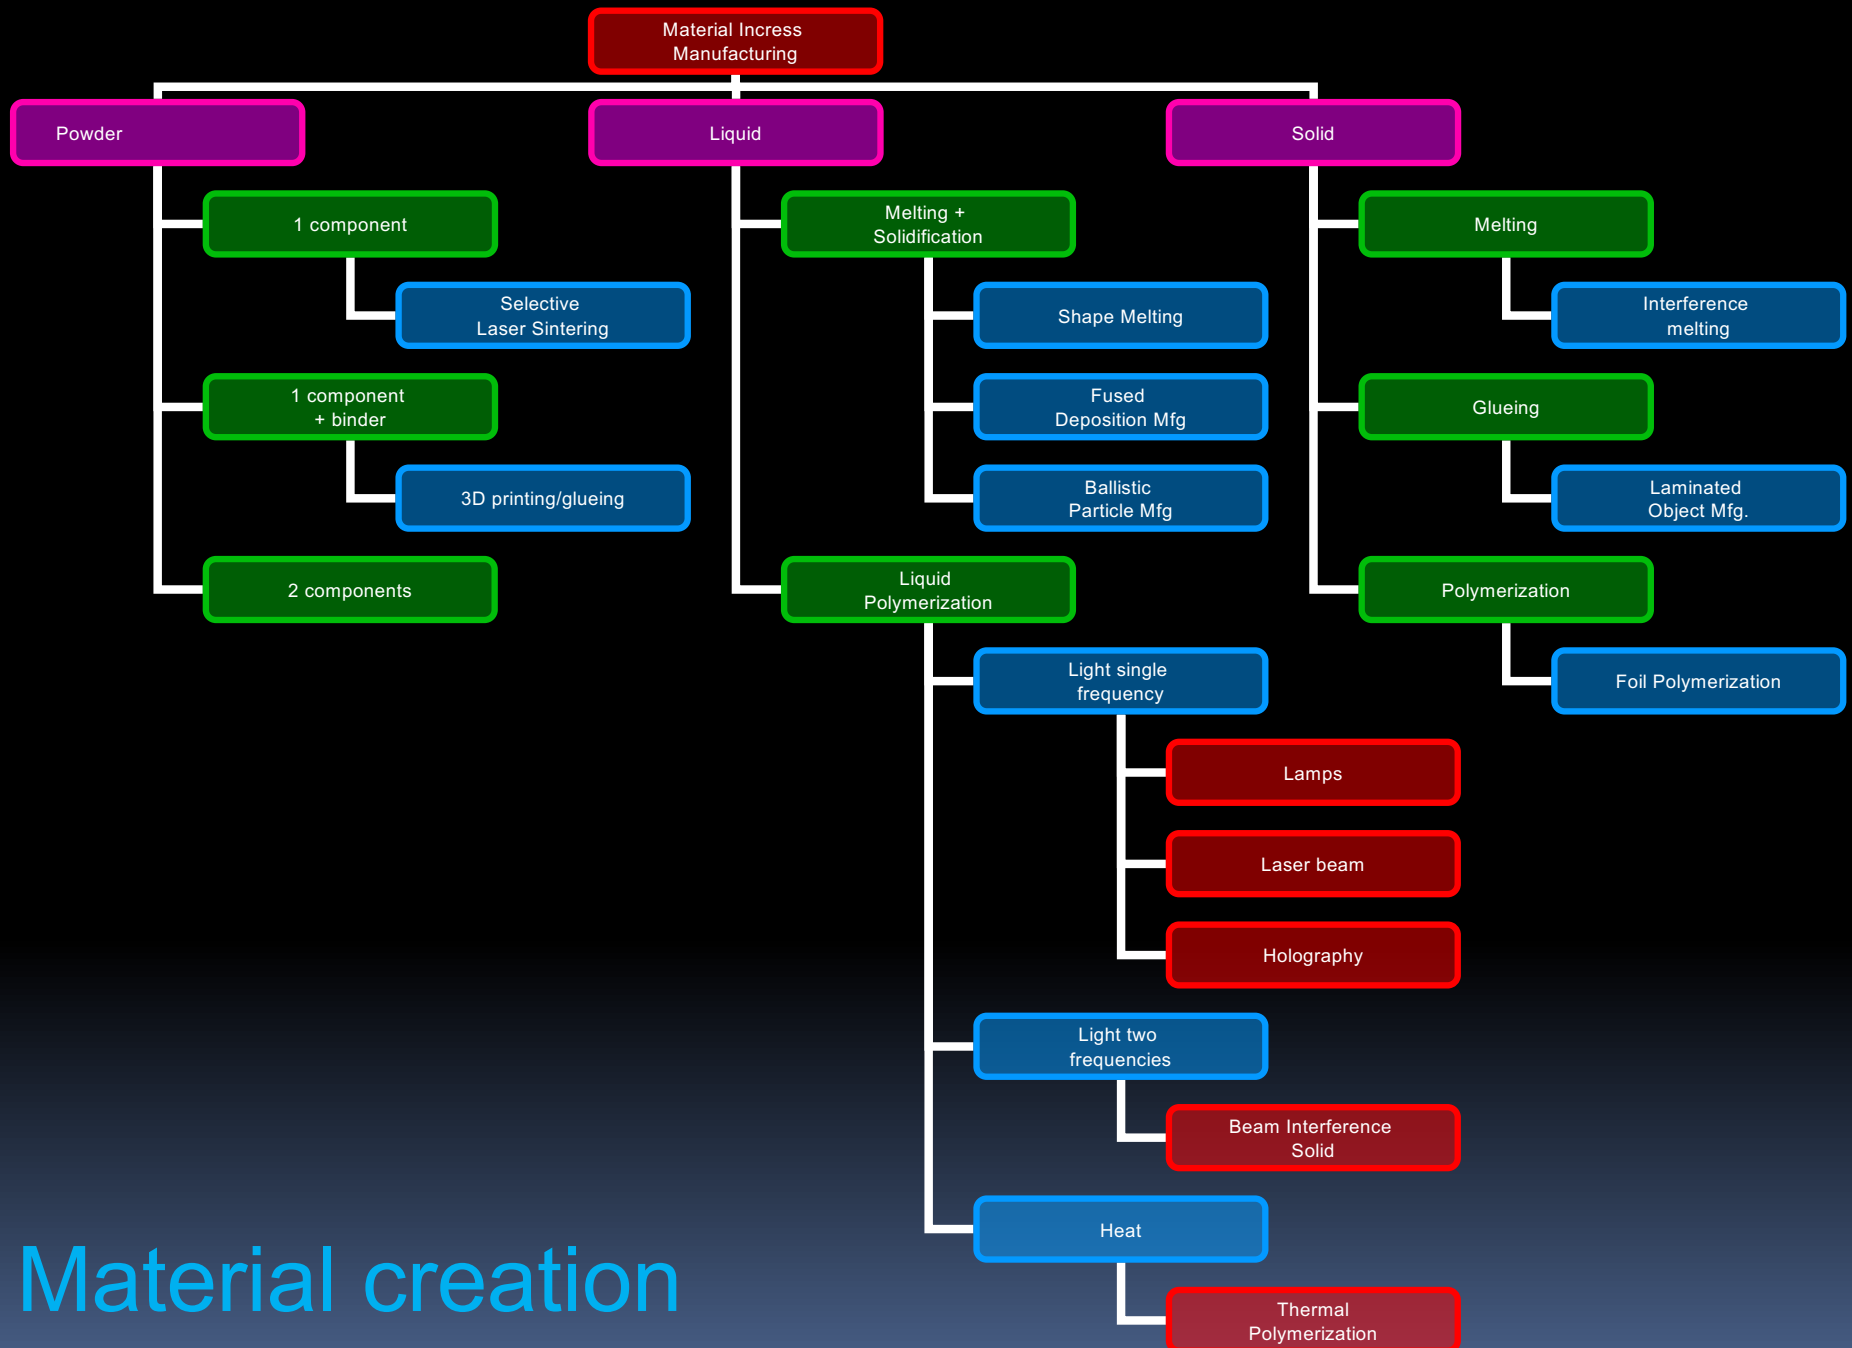 Material Incress
Manufacturing
Powder
Liquid
Solid
1 component
Selective
Laser Sintering
1 component
+ binder
3D printing/glueing
2 components
Melting +
Solidification
Shape Melting
Fused
Deposition Mfg
Ballistic
Particle Mfg
Liquid
Polymerization
Light single
frequency
Lamps
Laser beam
Holography
Light two
frequencies
Beam Interference
Solid
Heat
Thermal
Polymerization
Melting
Interference
melting
Glueing
Laminated
Object Mfg.
Polymerization
Foil Polymerization
Material creation